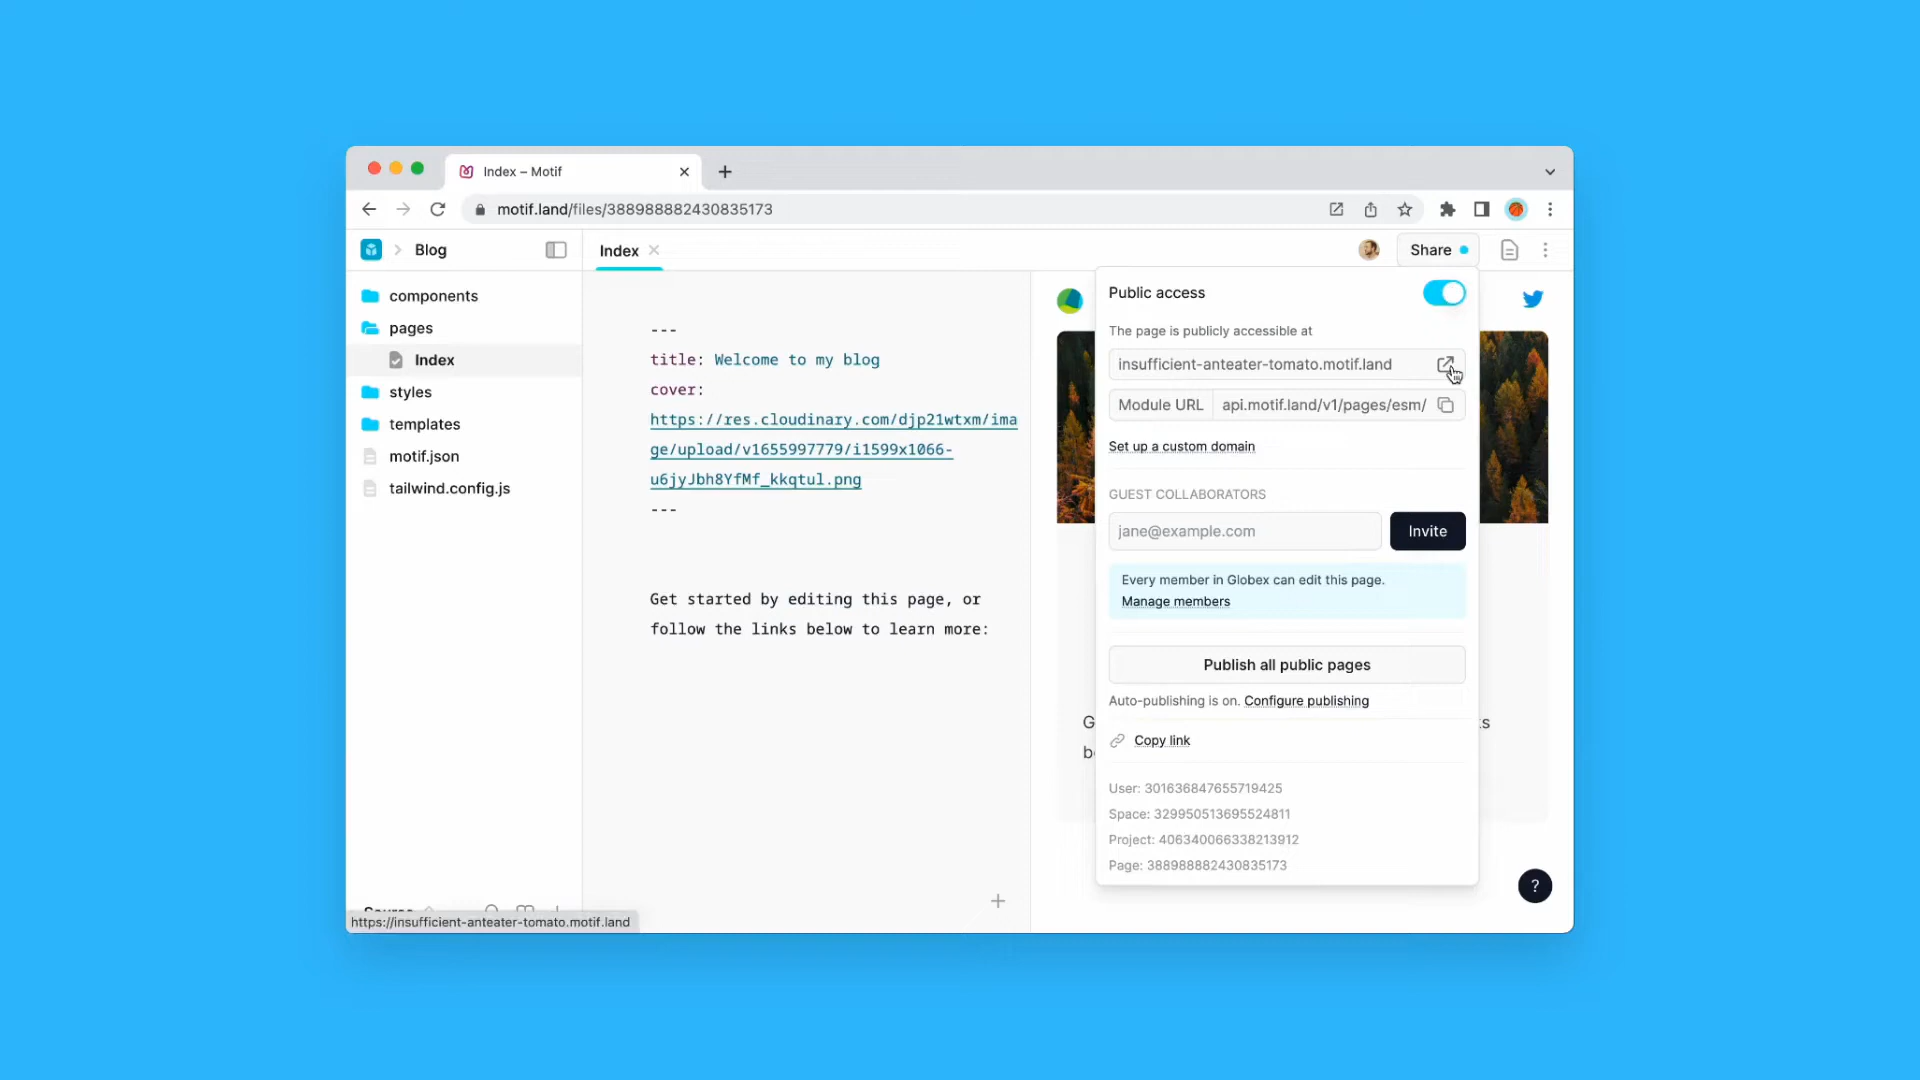 Index – Motif
motif.land/files/388988882430835173
Blog
Index
Share
components
pages
Index
styles
templates
motif.json
tailwind.config.js
---
title: Welcome to my blog
cover:
https://res.cloudinary.com/djp21wtxm/ima
ge/upload/v1655997779/i1599x1066-
u6jyJbh8YfMf_kkqtul.png
---
Get started by editing this page, or
follow the links below to learn more:
Public access
The page is publicly accessible at
insufficient-anteater-tomato.motif.land
Module URL api.motif.land/v1/pages/esm/
Set up a custom domain
GUEST COLLABORATORS
jane@example.com
Invite
Every member in Globex can edit this page.
Manage members
Publish all public pages
Auto-publishing is on. Configure publishing
Copy link
User: 301636847655719425
Space: 329950513695524811
Project: 406340066338213912
Page: 388988882430835173
?
https://insufficient-anteater-tomato.motif.land